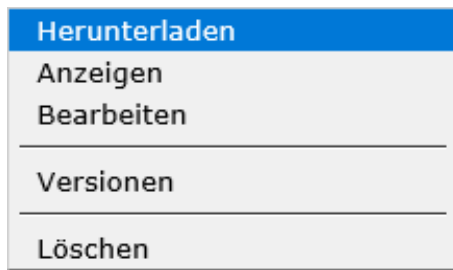 Herunterladen
Anzeigen
Bearbeiten
Versionen
Löschen